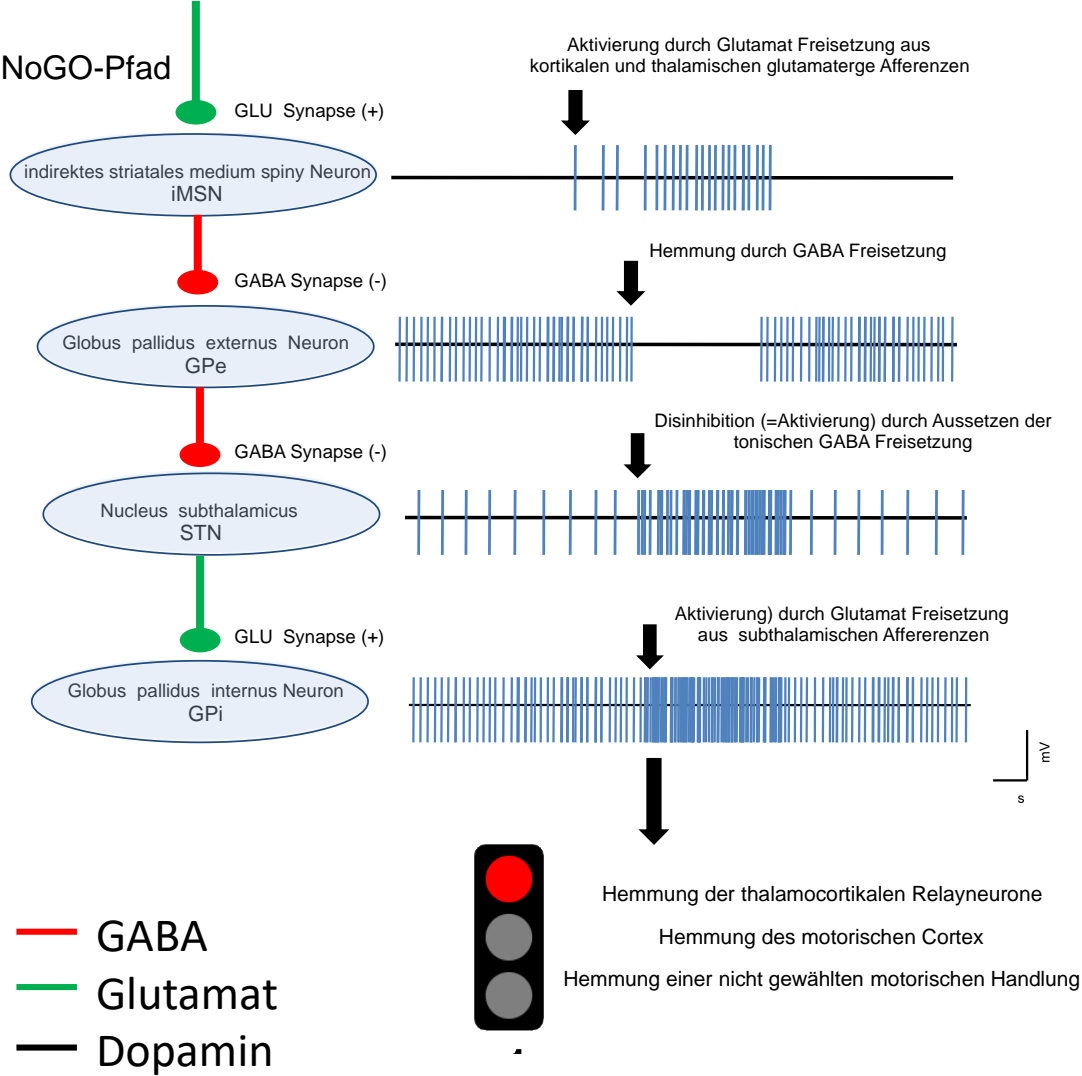 NoGO-Pfad
GLU Synapse (+)
Aktivierung durch Glutamat Freisetzung aus
kortikalen und thalamischen glutamaterge Afferenzen
indirektes striatales medium spiny Neuron
iMSN
GABA Synapse (-)
Hemmung durch GABA Freisetzung
Globus pallidus externus Neuron
GPe
GABA Synapse (-)
Disinhibition (=Aktivierung) durch Aussetzen der
tonischen GABA Freisetzung
Nucleus subthalamicus
STN
GLU Synapse (+)
Aktivierung) durch Glutamat Freisetzung
aus subthalamischen Affererenzen
Globus pallidus internus Neuron
GPi
mV
s
Hemmung der thalamocortikalen Relayneurone
Hemmung des motorischen Cortex
Hemmung einer nicht gewählten motorischen Handlung
GABA
Glutamat
Dopamin